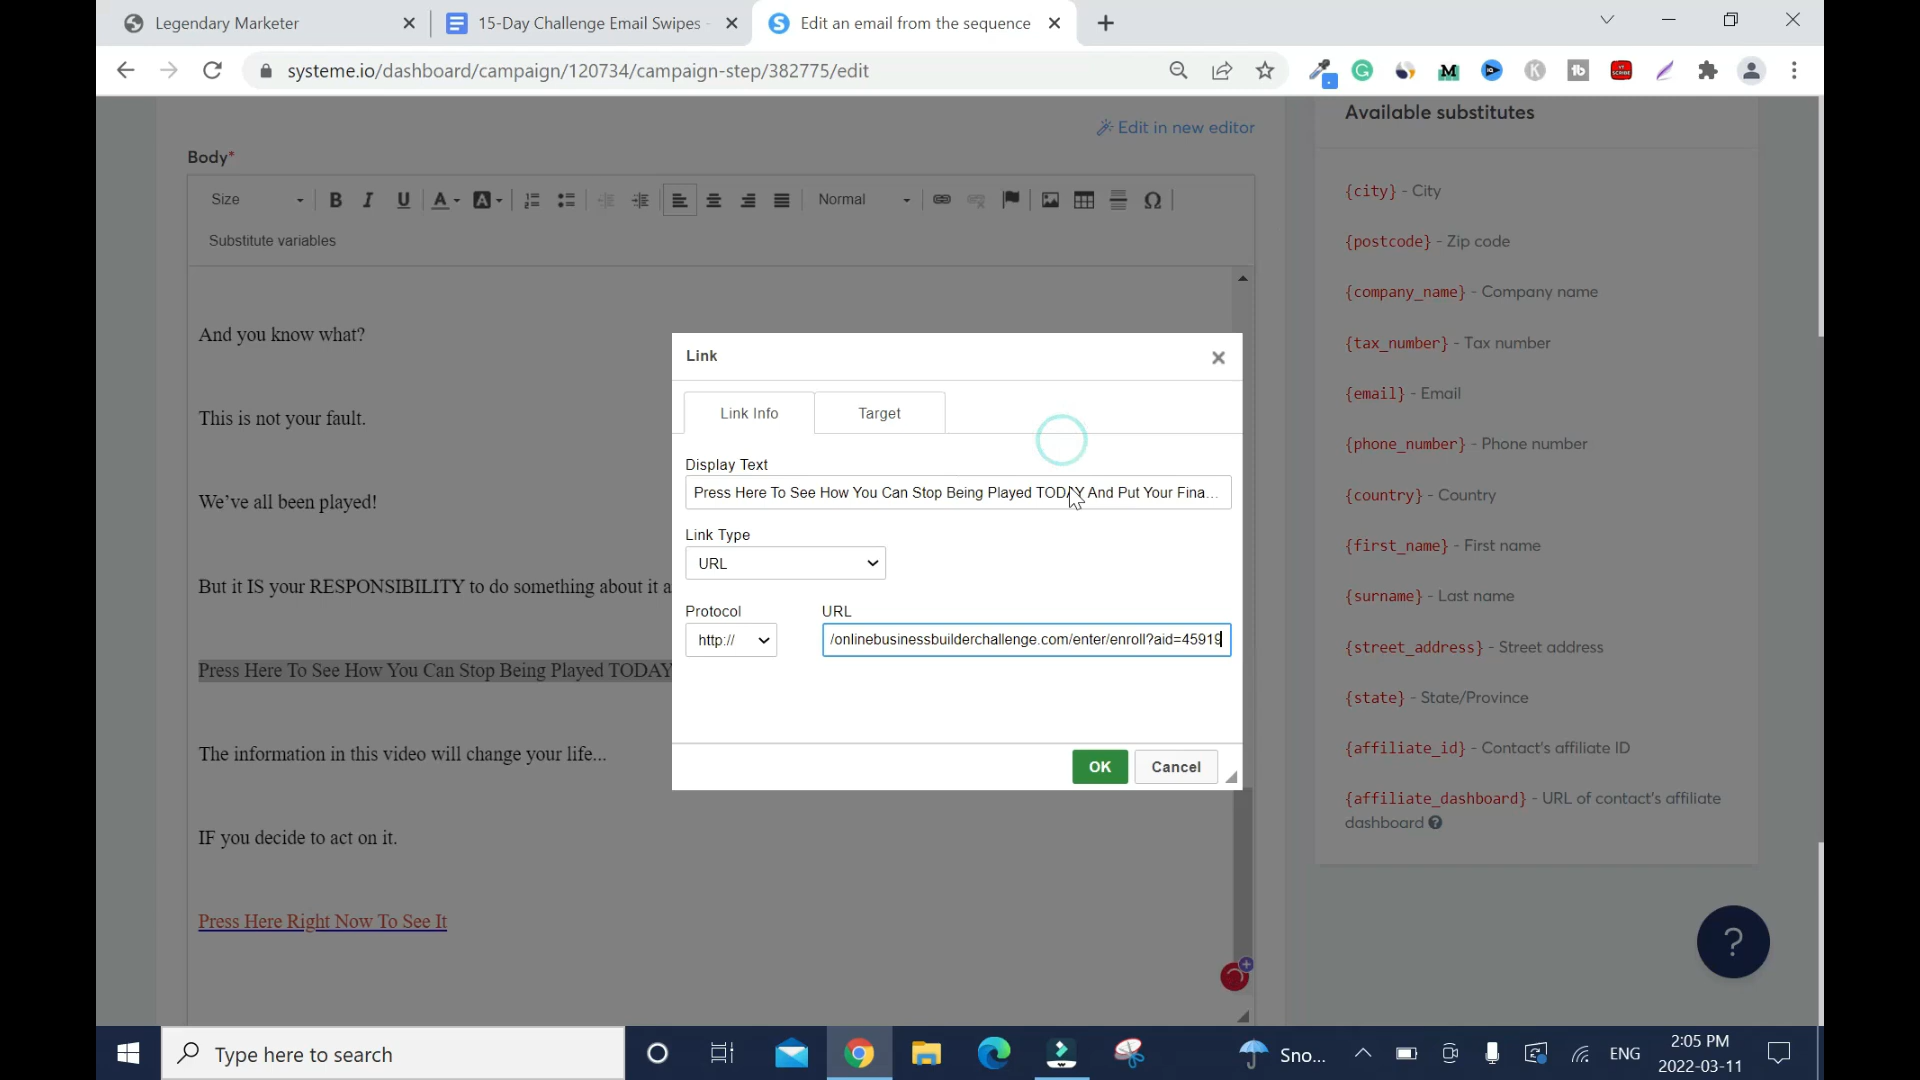 Legendary Marketer
15-Day Challenge Email Swipes -
Edit an email from the sequence
systeme.io/dashboard/campaign/120734/campaign-step/382775/edit
Edit in new editor
Available substitutes
Body*
Size
B I U A A
Normal
Substitute variables
{city} - City
{postcode} - Zip code
{company_name} - Company name
{tax_number} - Tax number
{email} - Email
{phone_number} - Phone number
{country} - Country
{first_name} - First name
{surname} - Last name
{street_address} - Street address
{state} - State/Province
{affiliate_id} - Contact's affiliate ID
{affiliate_dashboard} - URL of contact's affiliate
dashboard ?
And you know what?
This is not your fault.
We've all been played!
But it IS your RESPONSIBILITY to do something about it a
Press Here To See How You Can Stop Being Played TODAY
The information in this video will change your life...
IF you decide to act on it.
Press Here Right Now To See It
Link
Link Info
Target
Display Text
Press Here To See How You Can Stop Being Played TODAY And Put Your Fina...
Link Type
URL
Protocol
URL
http://
/onlinebusinessbuilderchallenge.com/enter/enroll?aid=45919
OK
Cancel
?
Type here to search
Sno...
ENG
2:05 PM
2022-03-11